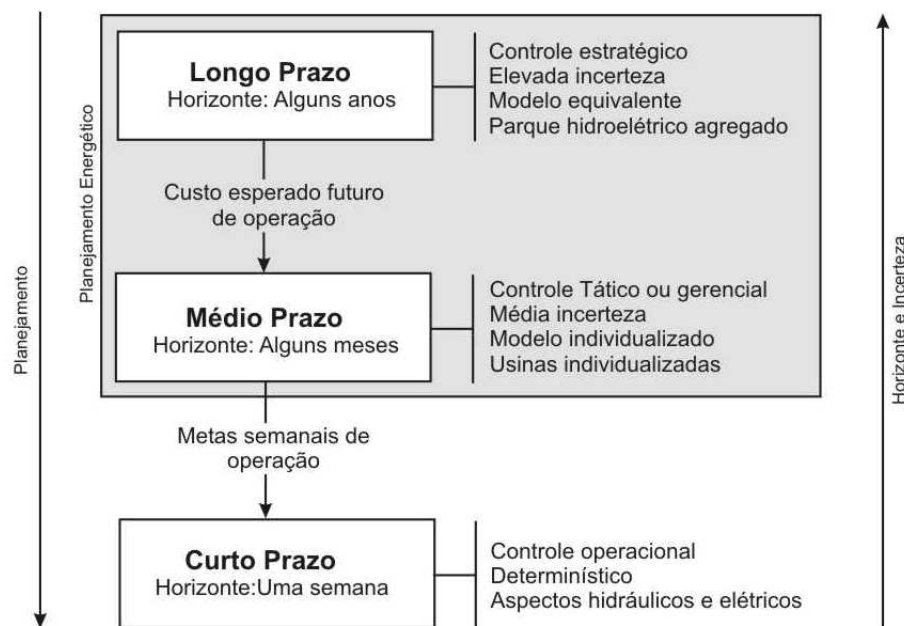 Planejamento
Planejamento Energético
Longo Prazo
Horizonte: Alguns anos
Controle estratégico
Elevada incerteza
Modelo equivalente
Parque hidroelétrico agregado
Custo esperado futuro
de operação
Médio Prazo
Horizonte: Alguns meses
Controle Tático ou gerencial
Média incerteza
Modelo individualizado
Usinas individualizadas
Metas semanais de
operação
Curto Prazo
Horizonte:Uma semana
Controle operacional
Determinístico
Aspectos hidráulicos e elétricos
Horizonte e Incerteza